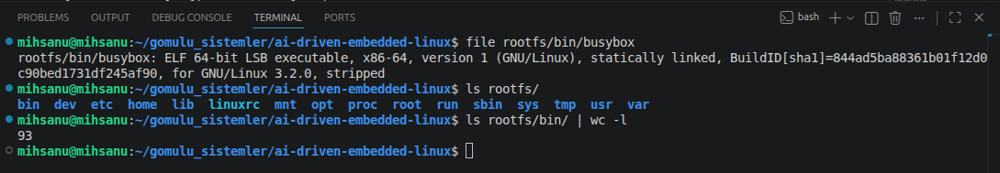 PROBLEMS OUTPUT DEBUG CONSOLE TERMINAL PORTS bash
mihsanu@mihsanu:~/gomulu_sistemler/ai-driven-embedded-linux$ file rootfs/bin/busybox
rootfs/bin/busybox: ELF 64-bit LSB executable, x86-64, version 1 (GNU/Linux), statically linked, BuildID[sha1]=844ad5ba88361b01f12d0
c90bed1731df245af90, for GNU/Linux 3.2.0, stripped
mihsanu@mihsanu:~/gomulu_sistemler/ai-driven-embedded-linux$ ls rootfs/
bin dev etc home lib linuxrc mnt opt proc root run sbin sys tmp usr var
mihsanu@mihsanu:~/gomulu_sistemler/ai-driven-embedded-linux$ ls rootfs/bin/ | wc -l
93
mihsanu@mihsanu:~/gomulu_sistemler/ai-driven-embedded-linux$